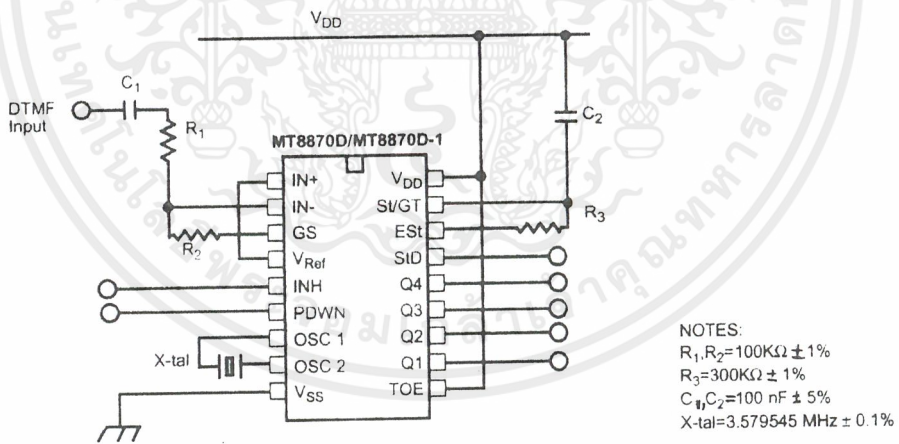 V_DD
C₁
DTMF
Input
R₁
C₂
MT8870D/MT8870D-1
IN+
IN-
GS
V_Ref
INH
PDWN
OSC 1
OSC 2
V_SS
V_DD
St/GT
ESt
StD
Q4
Q3
Q2
Q1
TOE
R₂
R₃
X-tal
NOTES:
R₁,R₂=100KΩ ± 1%
R₃=300KΩ ± 1%
C₁,C₂=100 nF ± 5%
X-tal=3.579545 MHz ± 0.1%